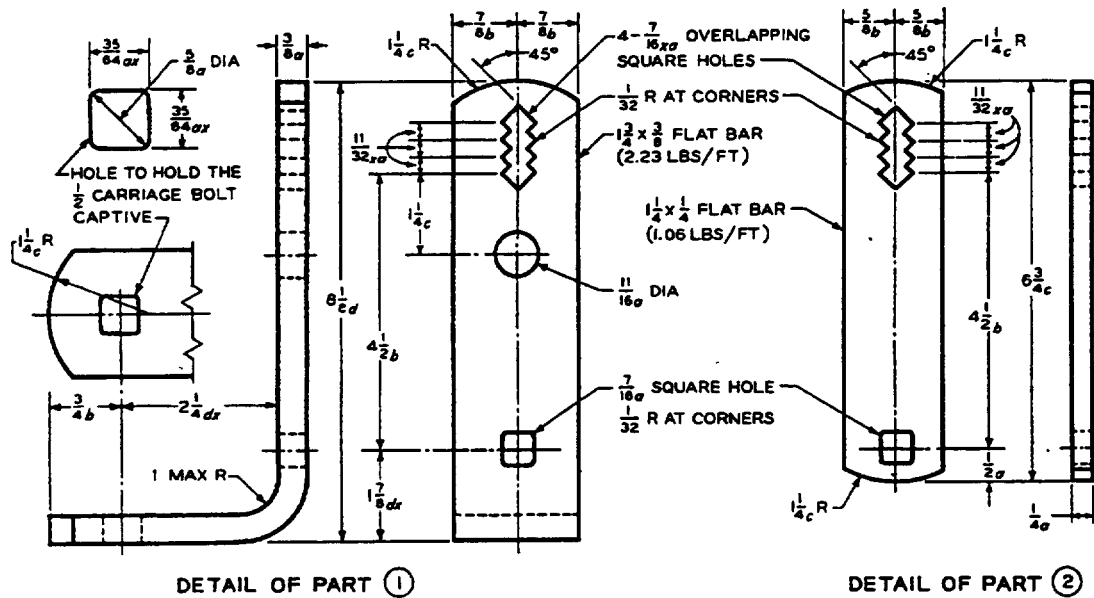 35/64 ax
5/8 a DIA
35/64 ax
HOLE TO HOLD THE
1/2 CARRIAGE BOLT
CAPTIVE
1 1/4 c R
3/4 b
2 1/4 dx
1 MAX R
3/8 a
8 1/2 d
7/8 b
7/8 b
1 1/4 c R
45°
4 - 7/16 xa OVERLAPPING
SQUARE HOLES
1/32 R AT CORNERS
1 3/4 x 3/8 FLAT BAR
(2.23 LBS/FT)
11/32 xa
1 1/4 c
4 1/2 b
1 7/8 dx
11/16 a DIA
7/16 a SQUARE HOLE
1/32 R AT CORNERS
1 1/4 x 1/4 FLAT BAR
(1.06 LBS/FT)
5/8 b
5/8 b
45°
1 1/4 c R
11/32 xa
6 3/4 c
4 1/2 b
1/2 a
1 1/4 c R
1/4 a
DETAIL OF PART 1
DETAIL OF PART 2